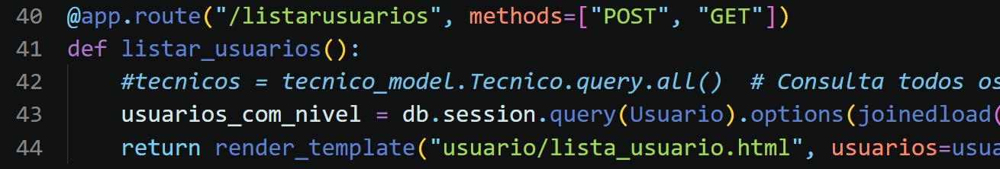 40 @app.route("/listarusuarios", methods=["POST", "GET"])
41 def listar_usuarios():
42 #tecnicos = tecnico_model.Tecnico.query.all()  # Consulta todos os
43 usuarios_com_nivel = db.session.query(Usuario).options(joinedload(
44 return render_template("usuario/lista_usuario.html", usuarios=usua